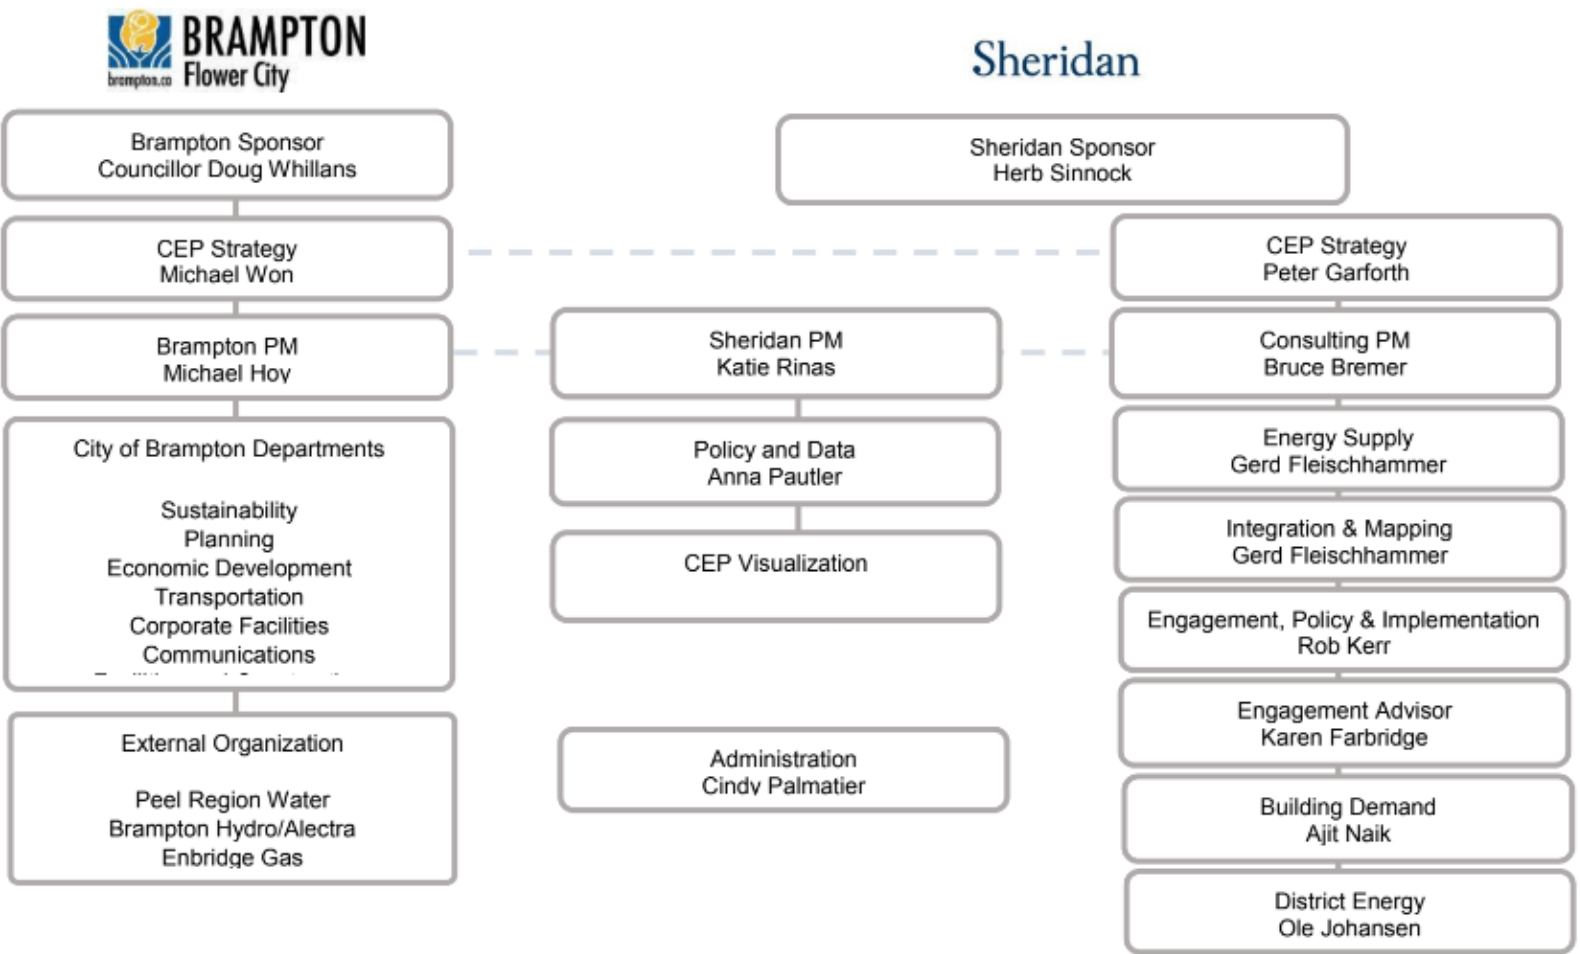 BRAMPTON
brampton.ca
Flower City
Sheridan
Brampton Sponsor
Councillor Doug Whillans
CEP Strategy
Michael Won
Brampton PM
Michael Hoy
City of Brampton Departments
Sustainability
Planning
Economic Development
Transportation
Corporate Facilities
Communications
External Organization
Peel Region Water
Brampton Hydro/Alectra
Enbridge Gas
Sheridan Sponsor
Herb Sinnock
Sheridan PM
Katie Rinas
Policy and Data
Anna Pautler
CEP Visualization
Administration
Cindy Palmatier
CEP Strategy
Peter Garforth
Consulting PM
Bruce Bremer
Energy Supply
Gerd Fleischhammer
Integration & Mapping
Gerd Fleischhammer
Engagement, Policy & Implementation
Rob Kerr
Engagement Advisor
Karen Farbridge
Building Demand
Ajit Naik
District Energy
Ole Johansen